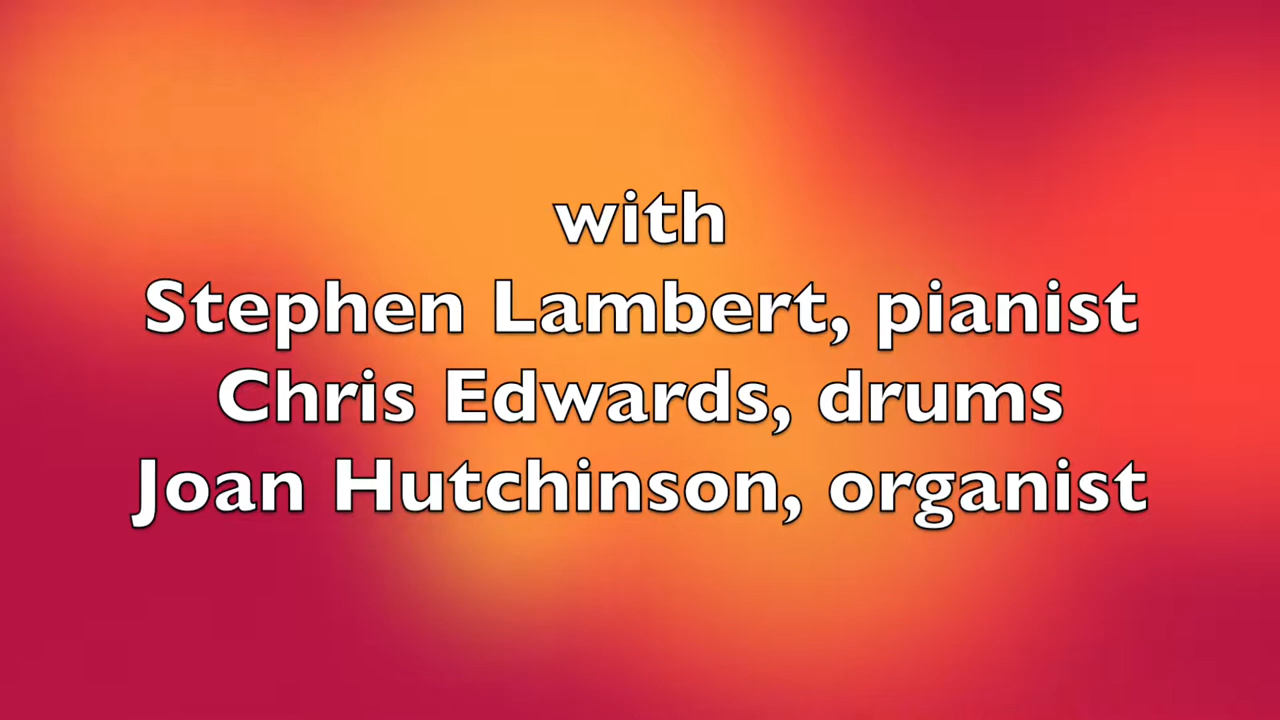 with
Stephen Lambert, pianist
Chris Edwards, drums
Joan Hutchinson, organist